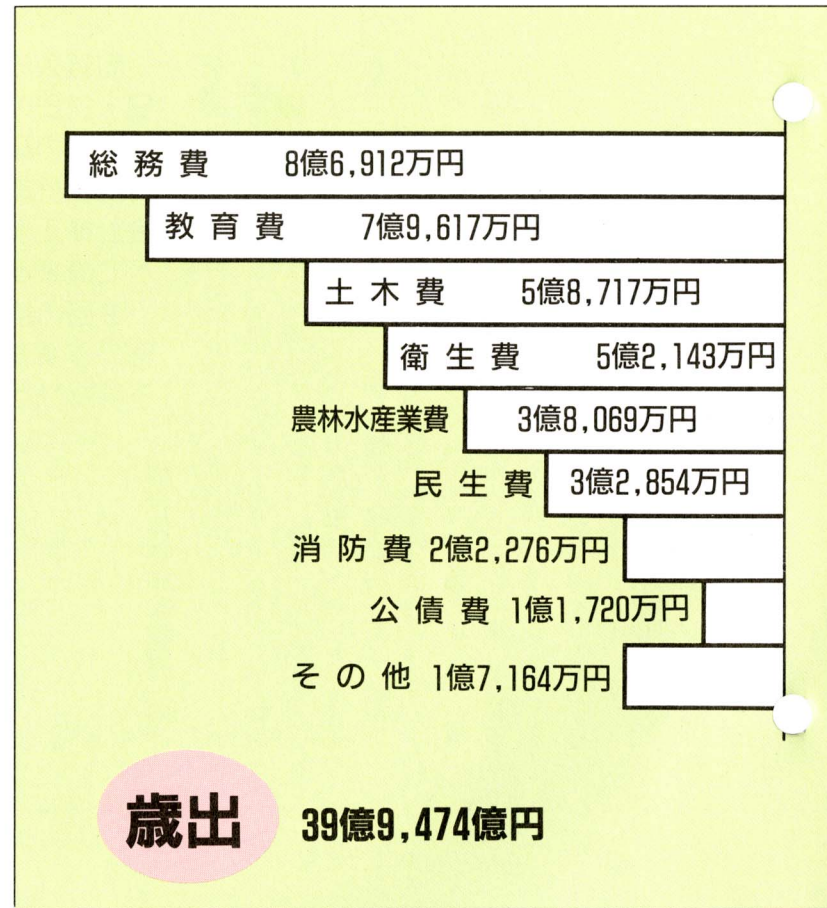 総務費 8億6,912万円
教育費 7億9,617万円
土木費 5億8,717万円
衛生費 5億2,143万円
農林水産業費 3億8,069万円
民生費 3億2,854万円
消防費 2億2,276万円
公債費 1億1,720万円
その他 1億7,164万円
歳出 39億9,474億円